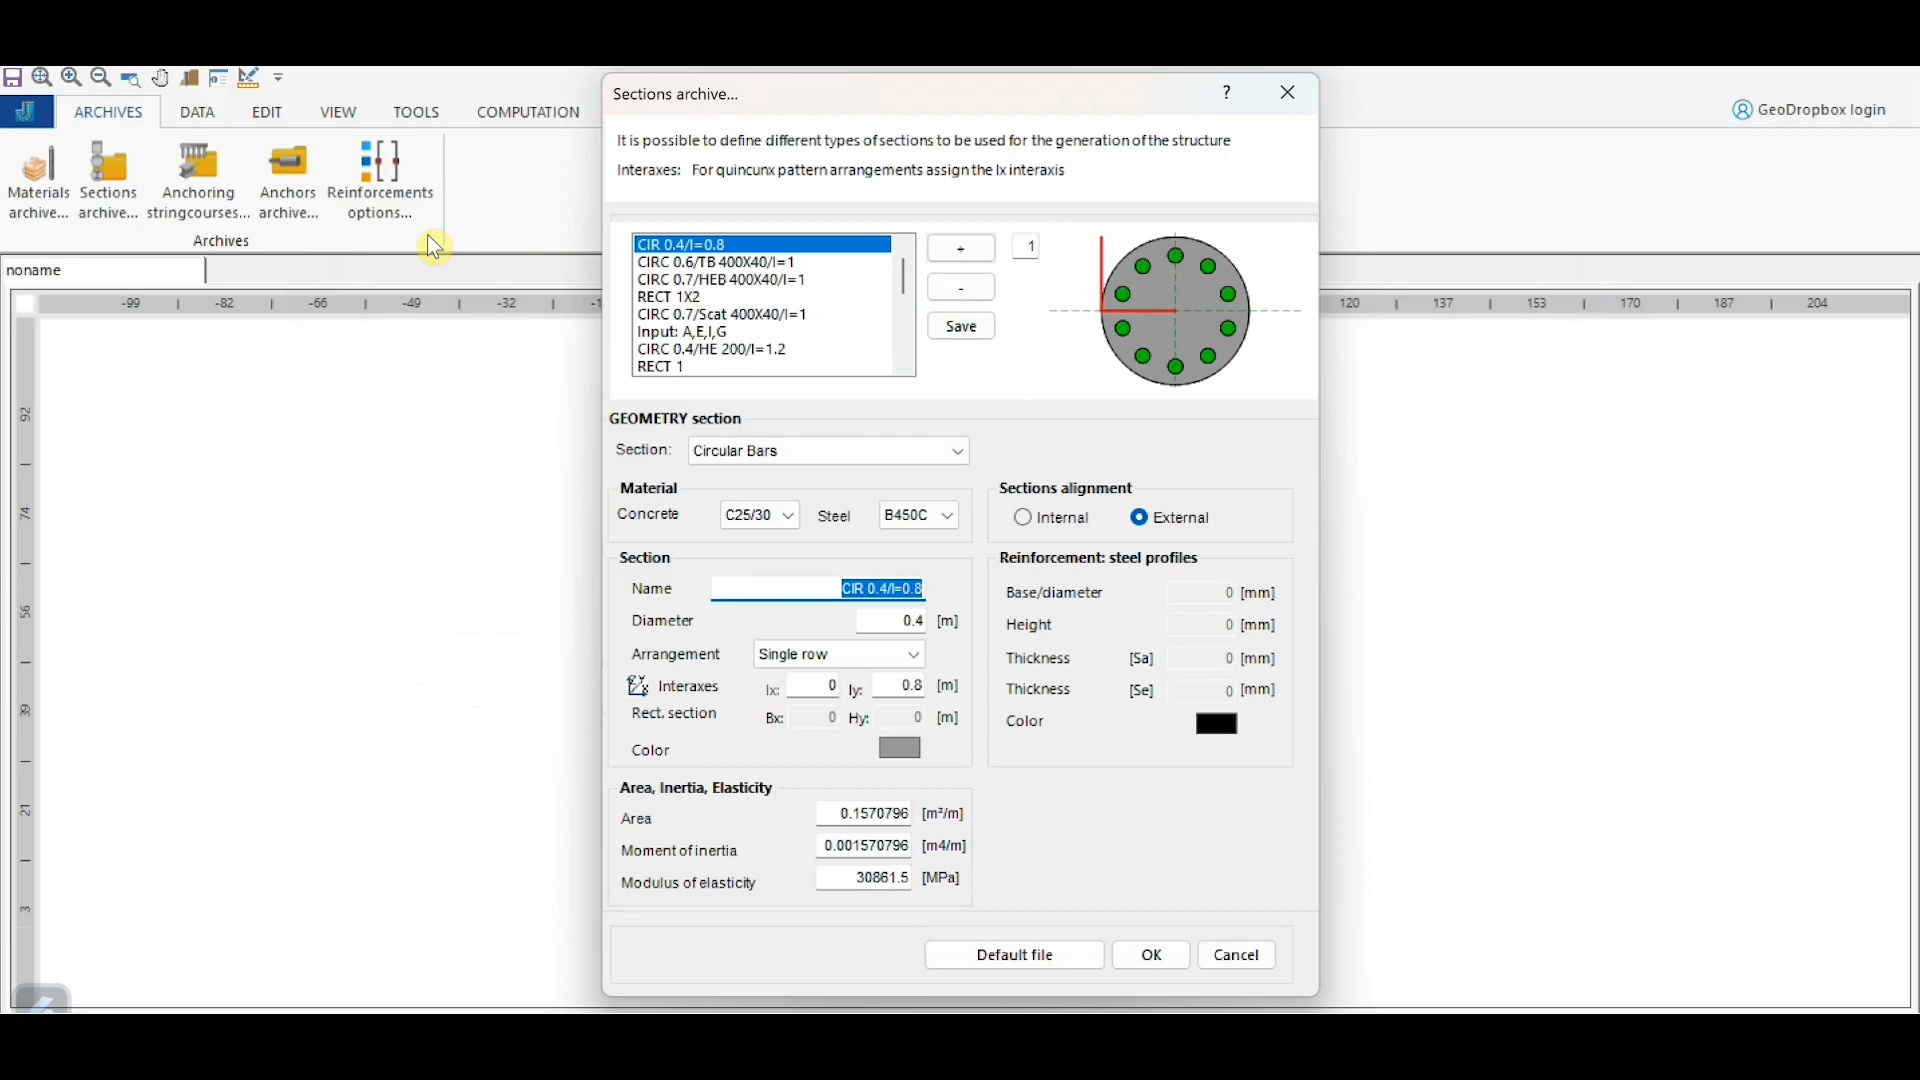 Sections archive...
?
ARCHIVES DATA EDIT VIEW TOOLS COMPUTATION
GeoDropbox login
It is possible to define different types of sections to be used for the generation of the structure
Interaxes: For quincunx pattern arrangements assign the Ix interaxis
Materials archive...
Sections archive...
Anchoring stringcourses...
Anchors archive...
Reinforcements options...
Archives
noname
-99 -82 -66 -49 -32 -1
120 137 153 170 187 204
92
74
56
39
21
3
CIR 0.4/I=0.8
CIRC 0.6/TB 400X40/I=1
CIRC 0.7/HEB 400X40/I=1
RECT 1X2
CIRC 0.7/Scat 400X40/I=1
Input: A,E,I,G
CIRC 0.4/HE 200/I=1.2
RECT 1
+ 1
-
Save
GEOMETRY section
Section: Circular Bars
Material
Concrete C25/30 Steel B450C
Sections alignment
Internal External
Section
Name CIR 0.4/I=0.8
Diameter 0.4 [m]
Arrangement Single row
Interaxes Ix: 0 Iy: 0.8 [m]
Rect. section Bx: 0 Hy: 0 [m]
Color
Reinforcement: steel profiles
Base/diameter 0 [mm]
Height 0 [mm]
Thickness [Sa] 0 [mm]
Thickness [Se] 0 [mm]
Color
Area, Inertia, Elasticity
Area 0.1570796 [m²/m]
Moment of inertia 0.001570796 [m4/m]
Modulus of elasticity 30861.5 [MPa]
Default file OK Cancel